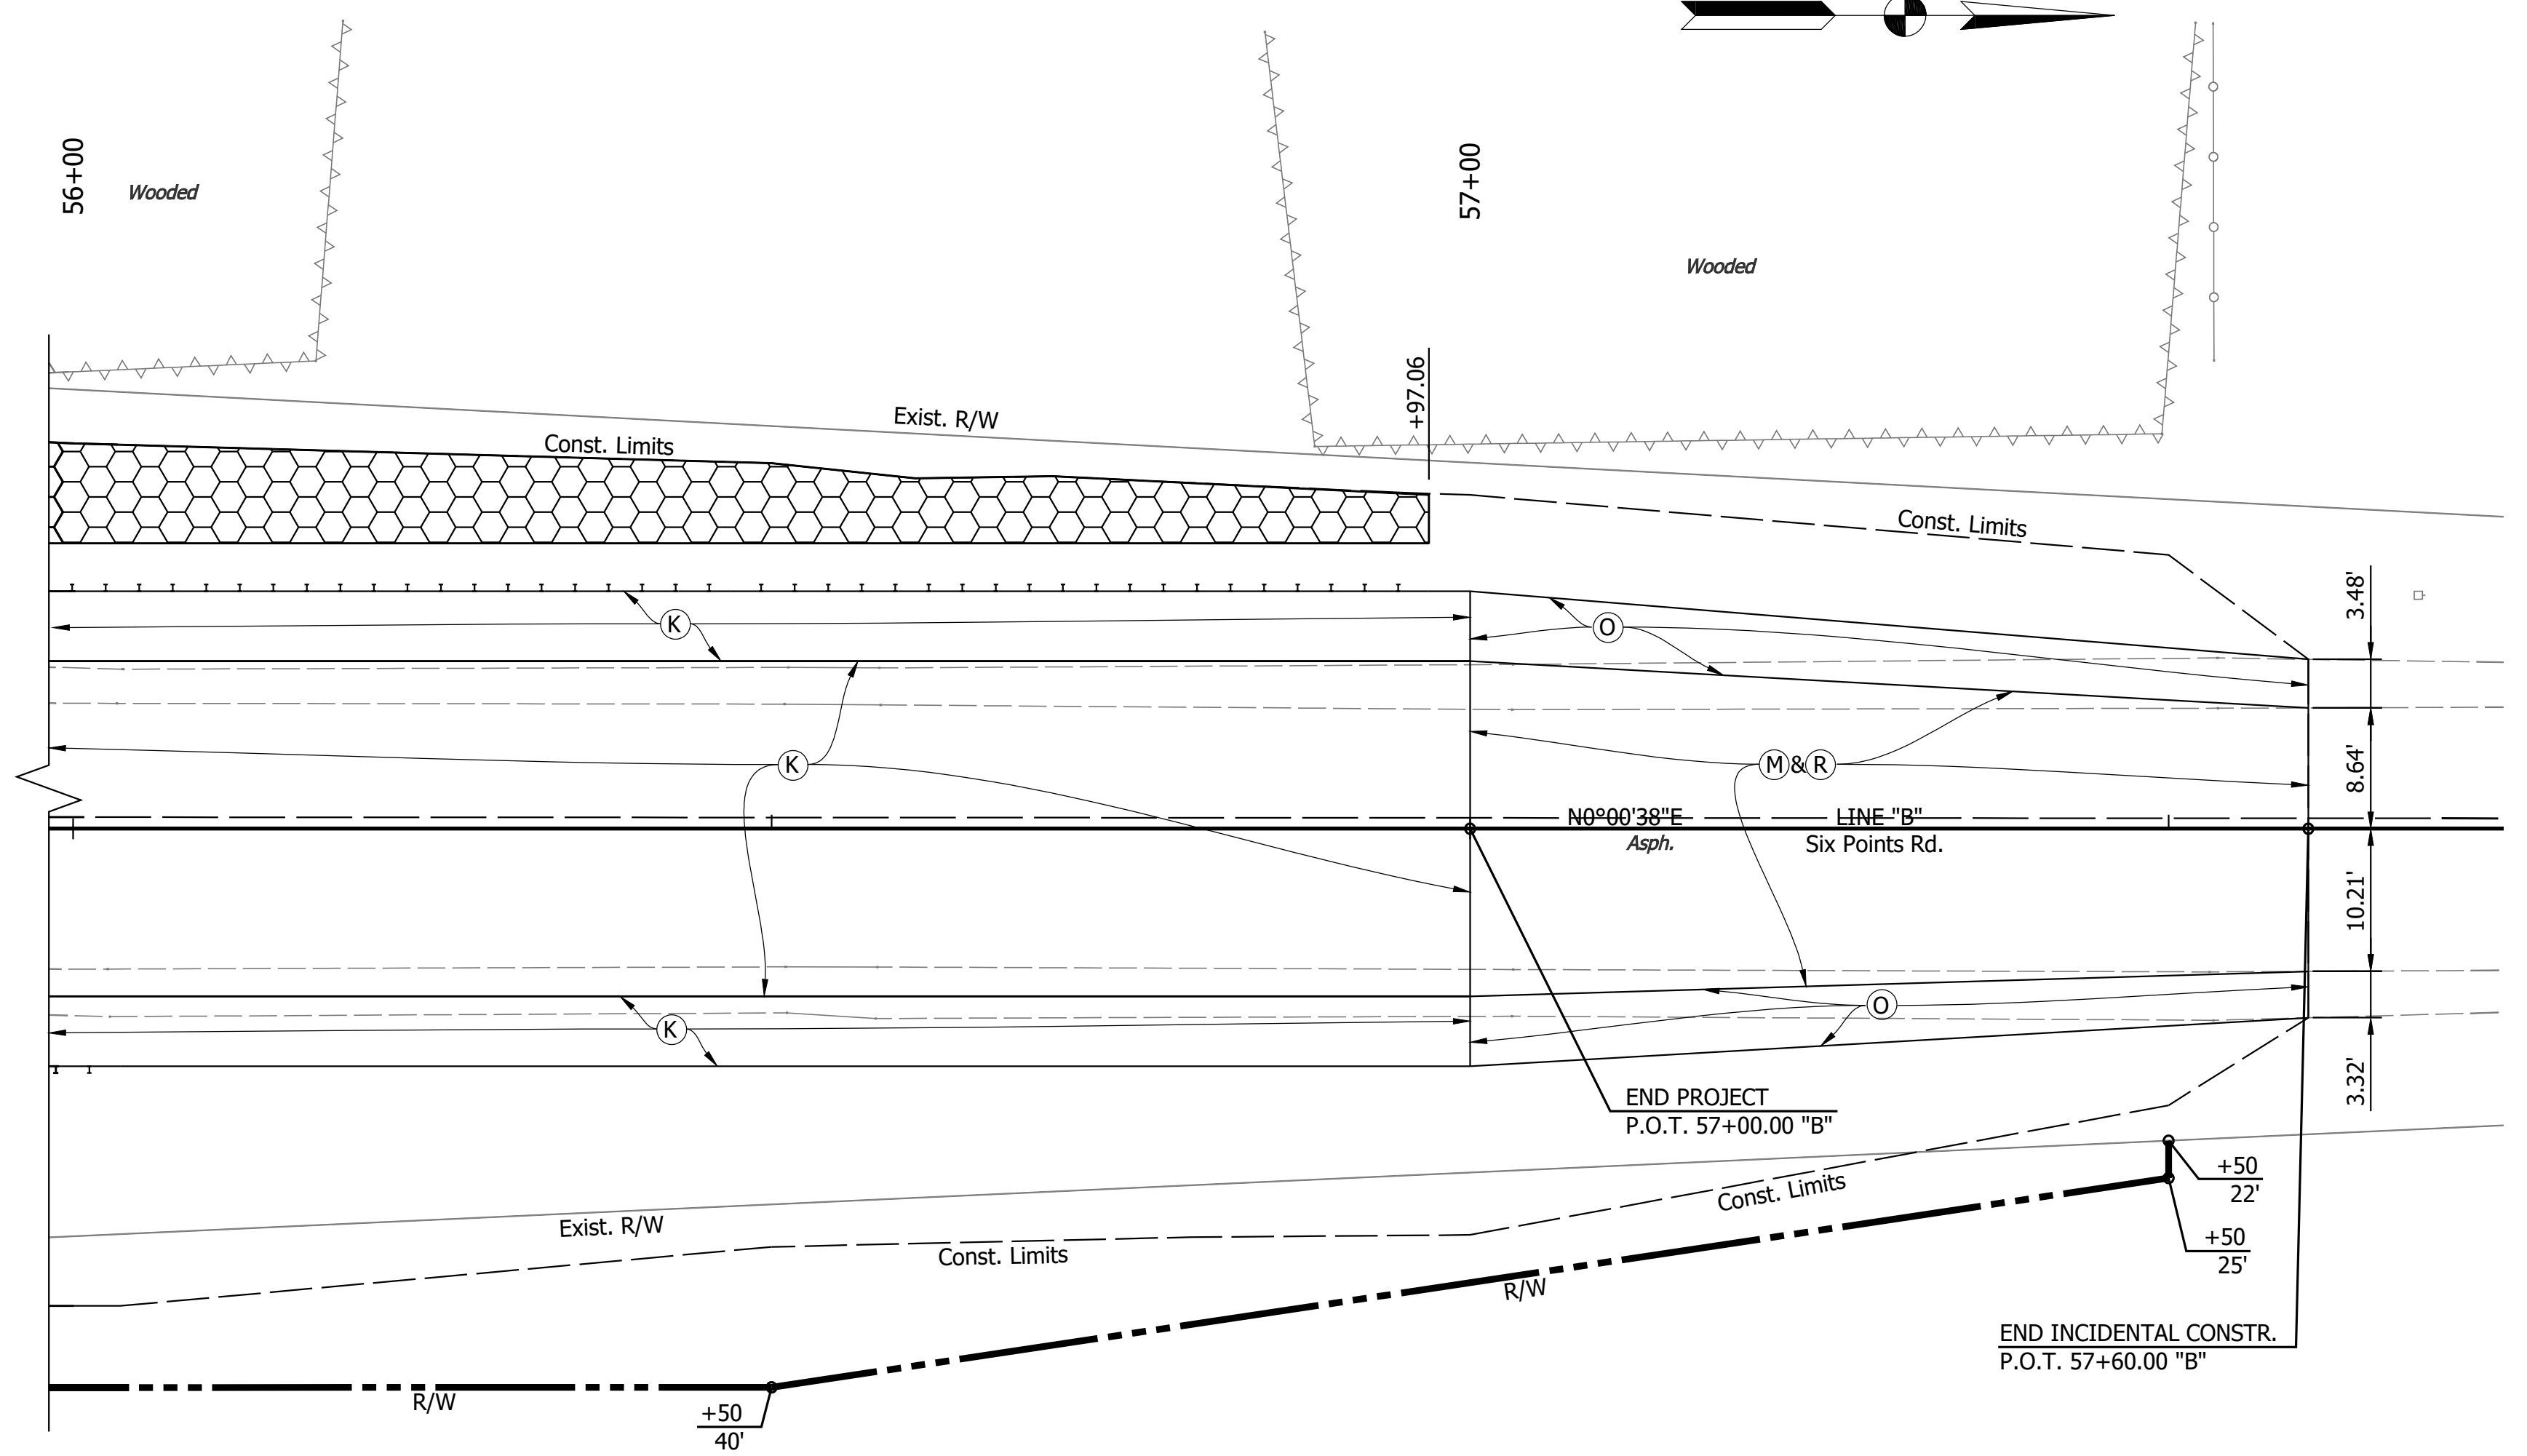 56+00
Wooded
57+00
Wooded
+97.06
Exist. R/W
Const. Limits
Const. Limits
3.48'
K
O
8.64'
K
M&R
N0°00'38"E
LINE "B"
Asph.
Six Points Rd.
10.21'
K
O
3.32'
END PROJECT
P.O.T. 57+00.00 "B"
+50
22'
Const. Limits
Exist. R/W
+50
25'
Const. Limits
R/W
END INCIDENTAL CONSTR.
P.O.T. 57+60.00 "B"
R/W
+50
40'